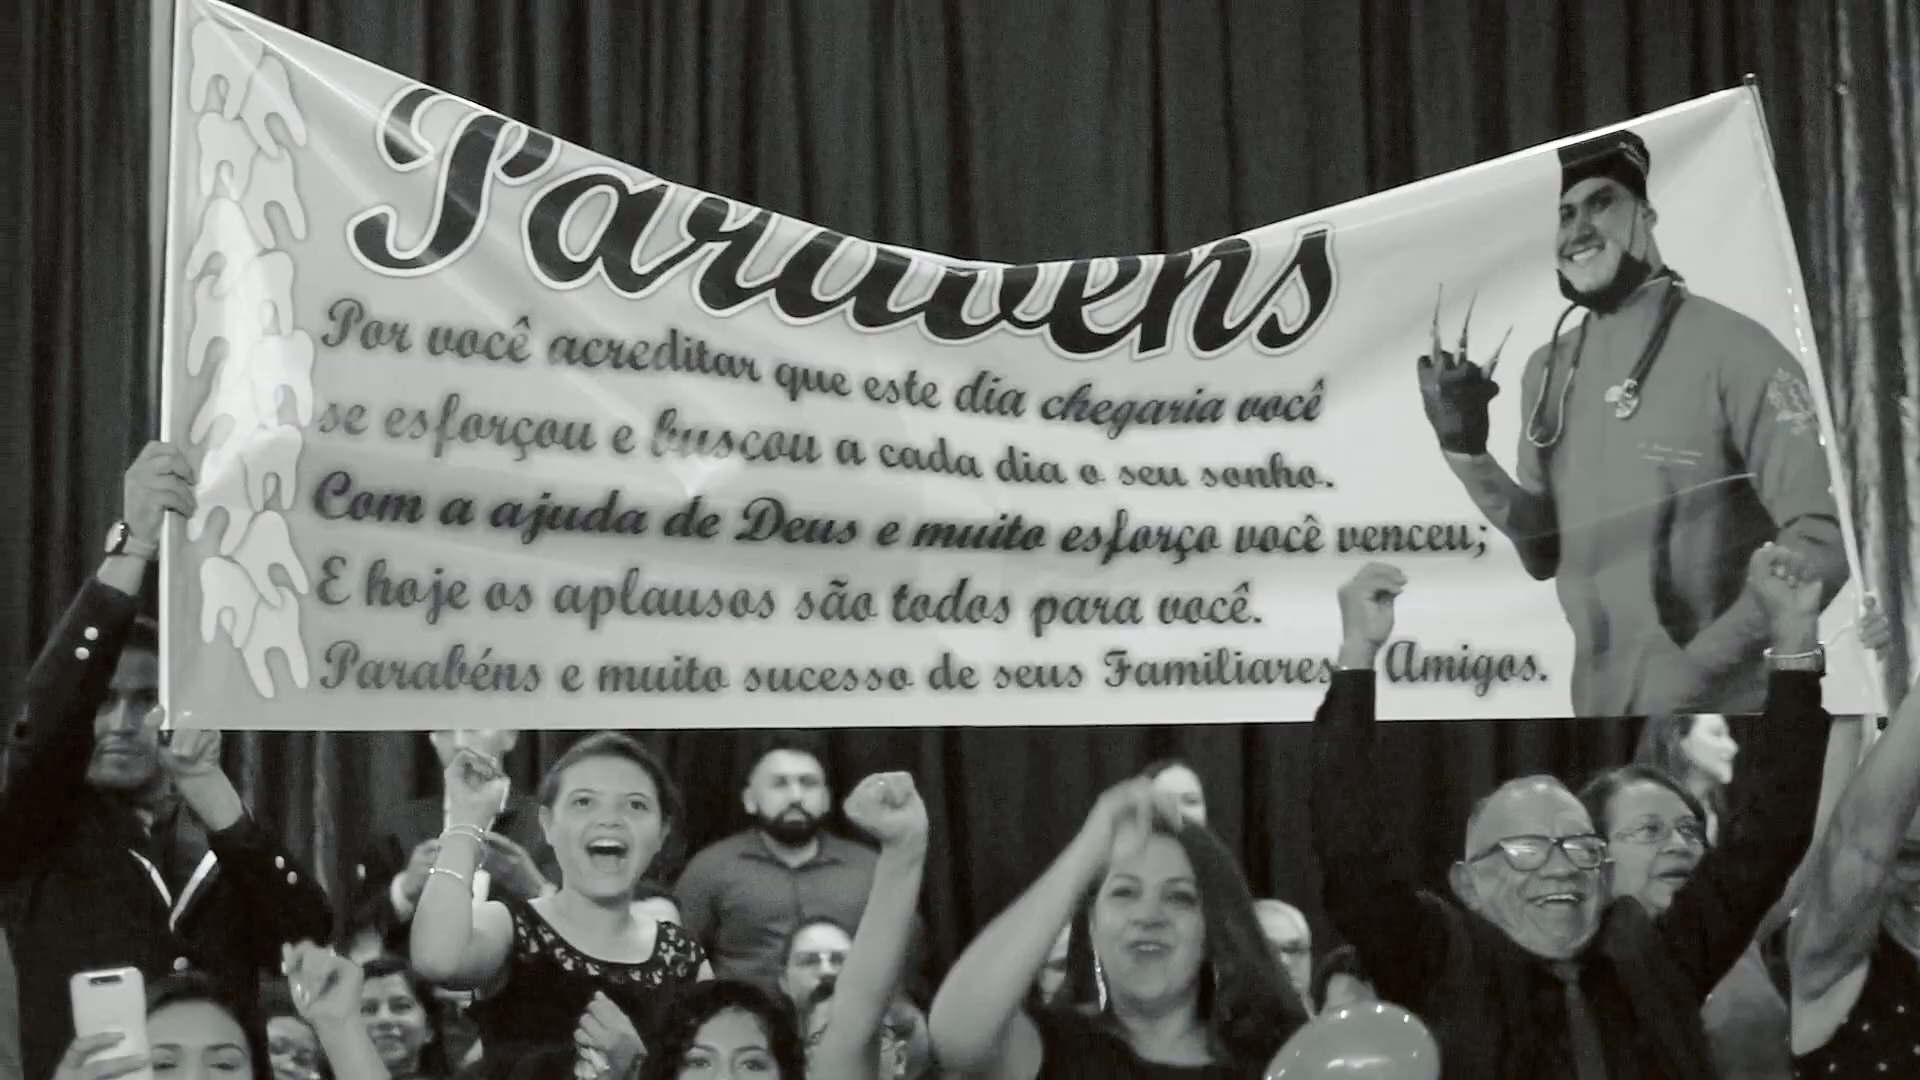 Parabéns
Por você acreditar que este dia chegaria você
se esforçou e buscou a cada dia o seu sonho.
Com a ajuda de Deus e muito esforço você venceu;
E hoje os aplausos são todos para você.
Parabéns e muito sucesso de seus Familiares Amigos.